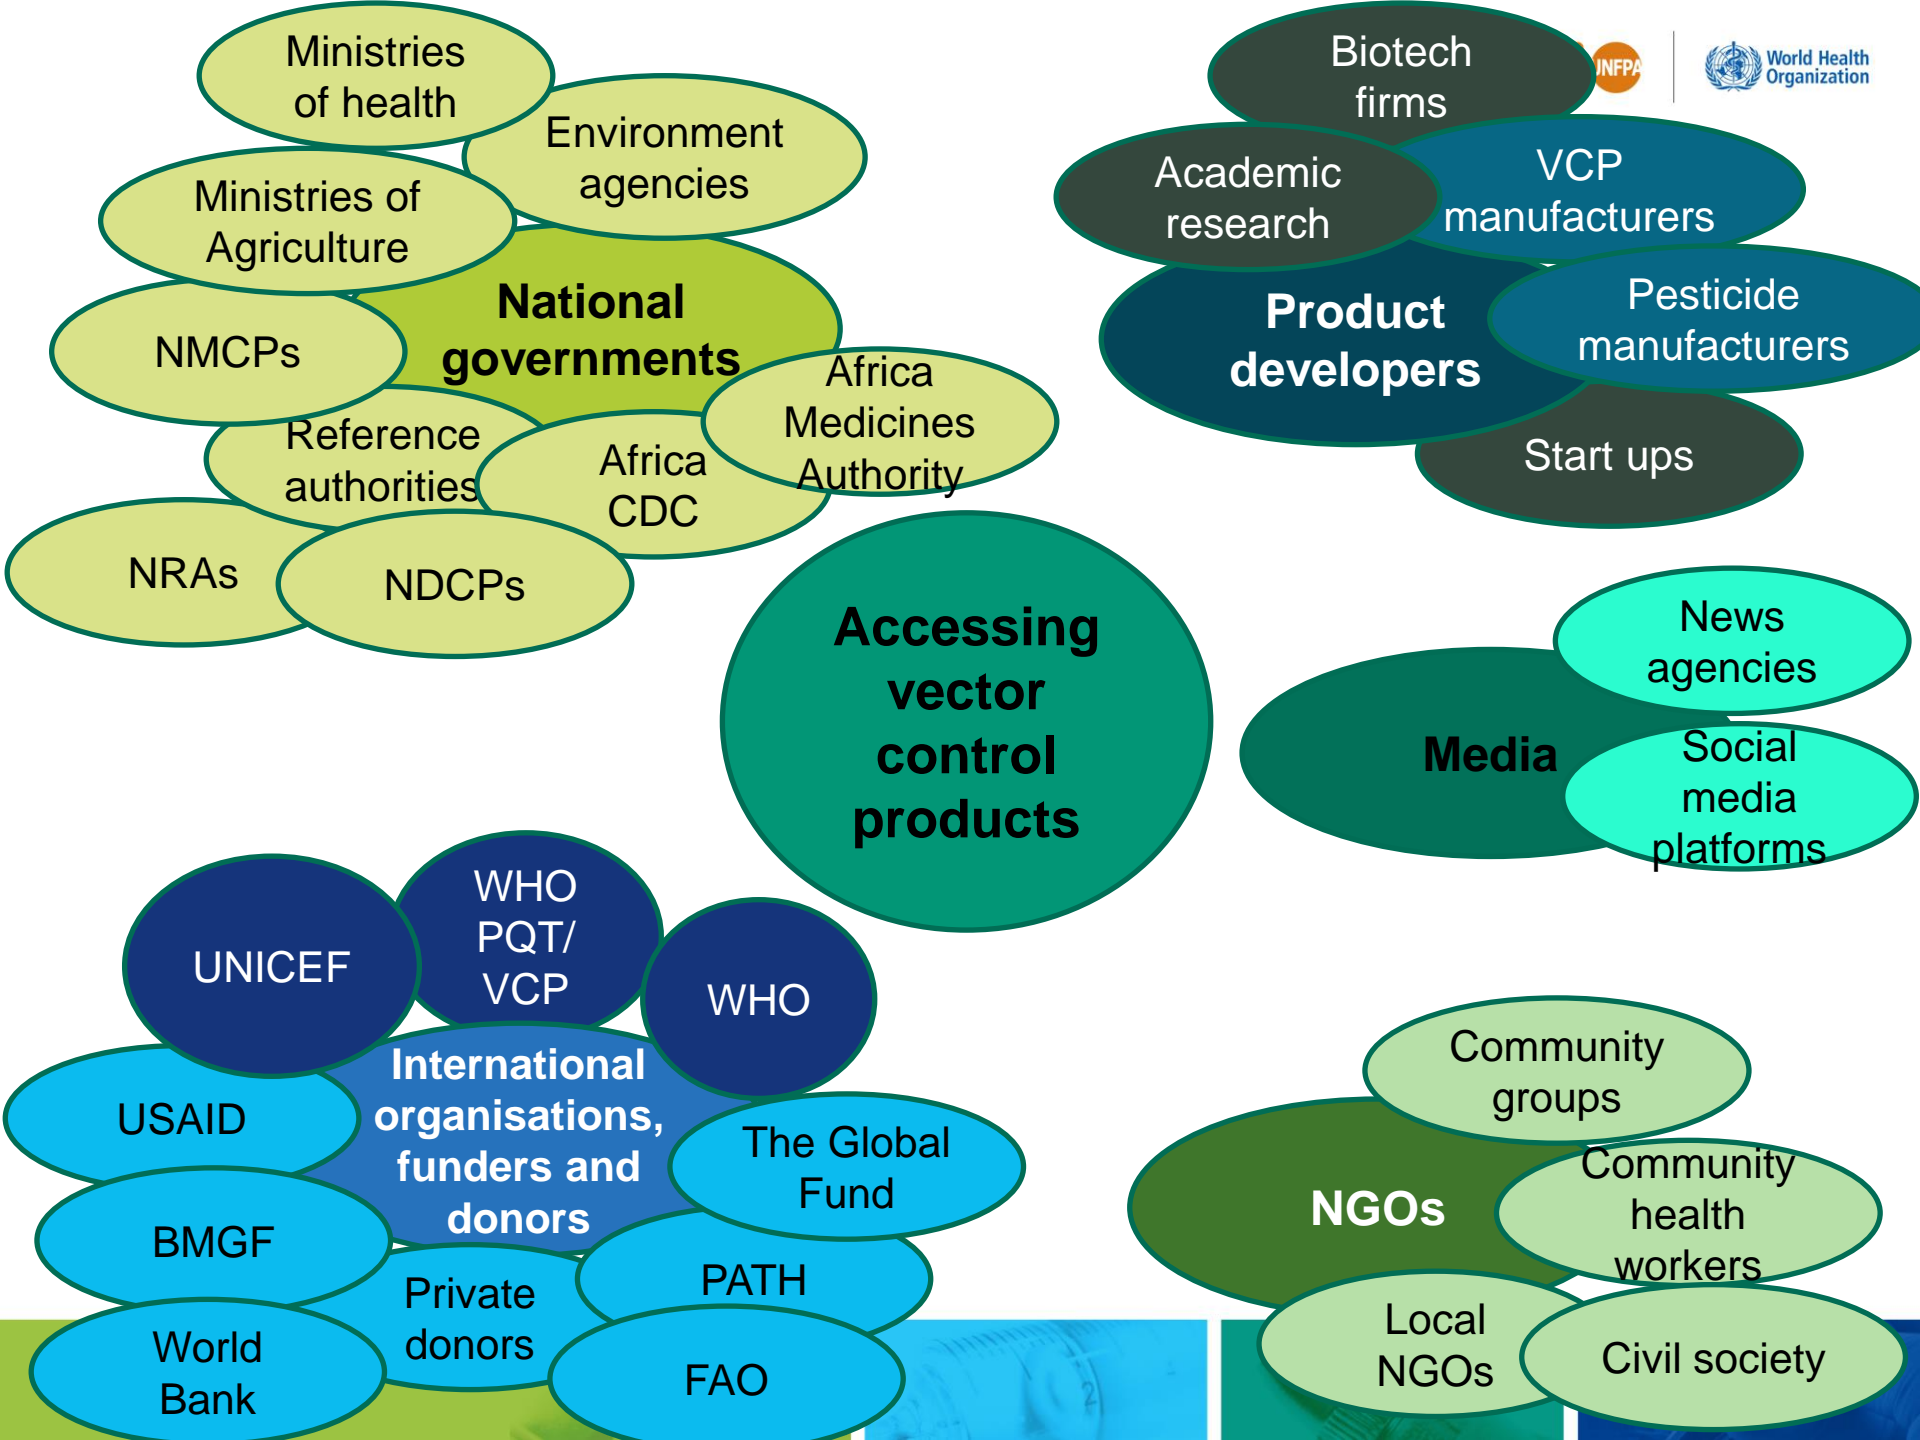 Ministries
of health
Environment
agencies
Ministries of
Agriculture
National
governments
NMCPs
Africa
Medicines
Authority
Reference
authorities
Africa
CDC
NRAs
NDCPs
Biotech
firms
UNFPA
World Health
Organization
Academic
research
VCP
manufacturers
Product
developers
Pesticide
manufacturers
Start ups
Accessing
vector
control
products
News
agencies
Media
Social
media
platforms
UNICEF
WHO
PQT/
VCP
WHO
International
organisations,
funders and
donors
USAID
The Global
Fund
BMGF
PATH
Private
donors
World
Bank
FAO
Community
groups
NGOs
Community
health
workers
Local
NGOs
Civil society
2